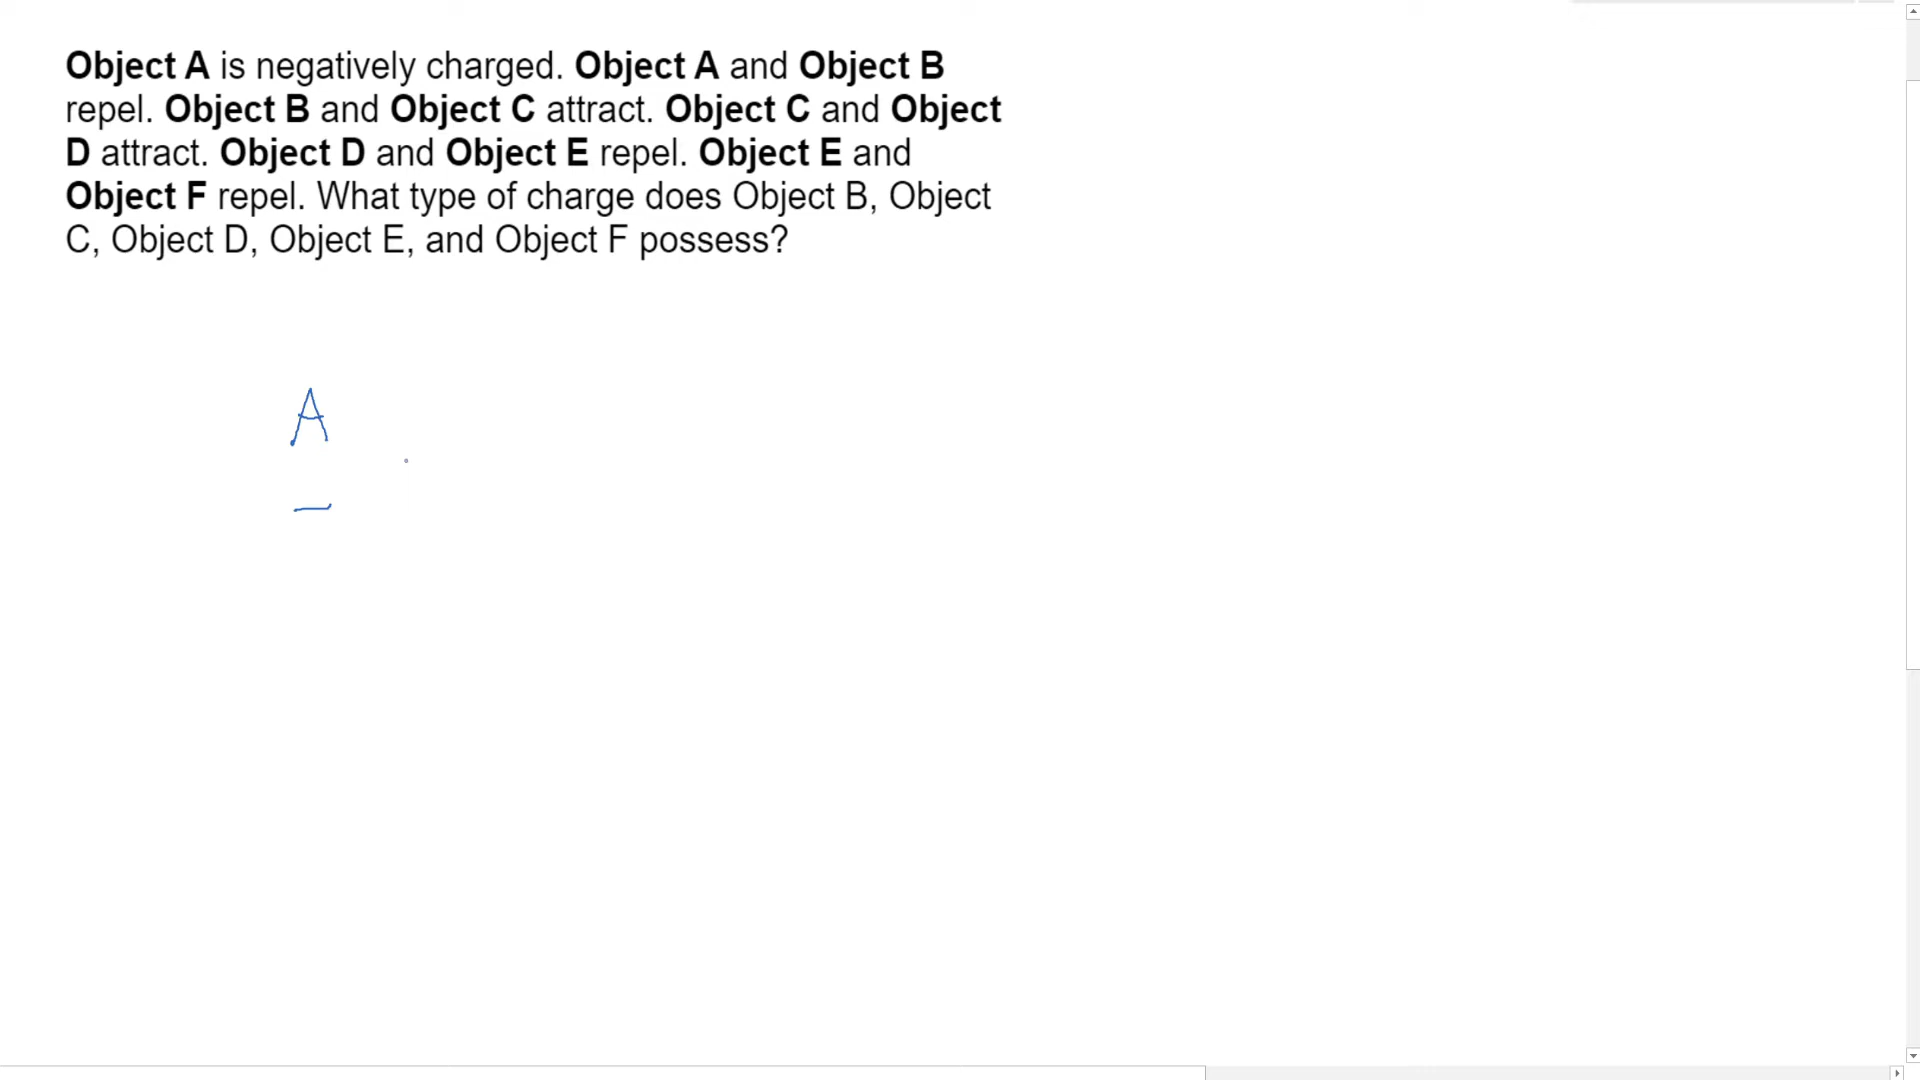 Object A is negatively charged. Object A and Object B
repel. Object B and Object C attract. Object C and Object
D attract. Object D and Object E repel. Object E and
Object F repel. What type of charge does Object B, Object
C, Object D, Object E, and Object F possess?
A
−